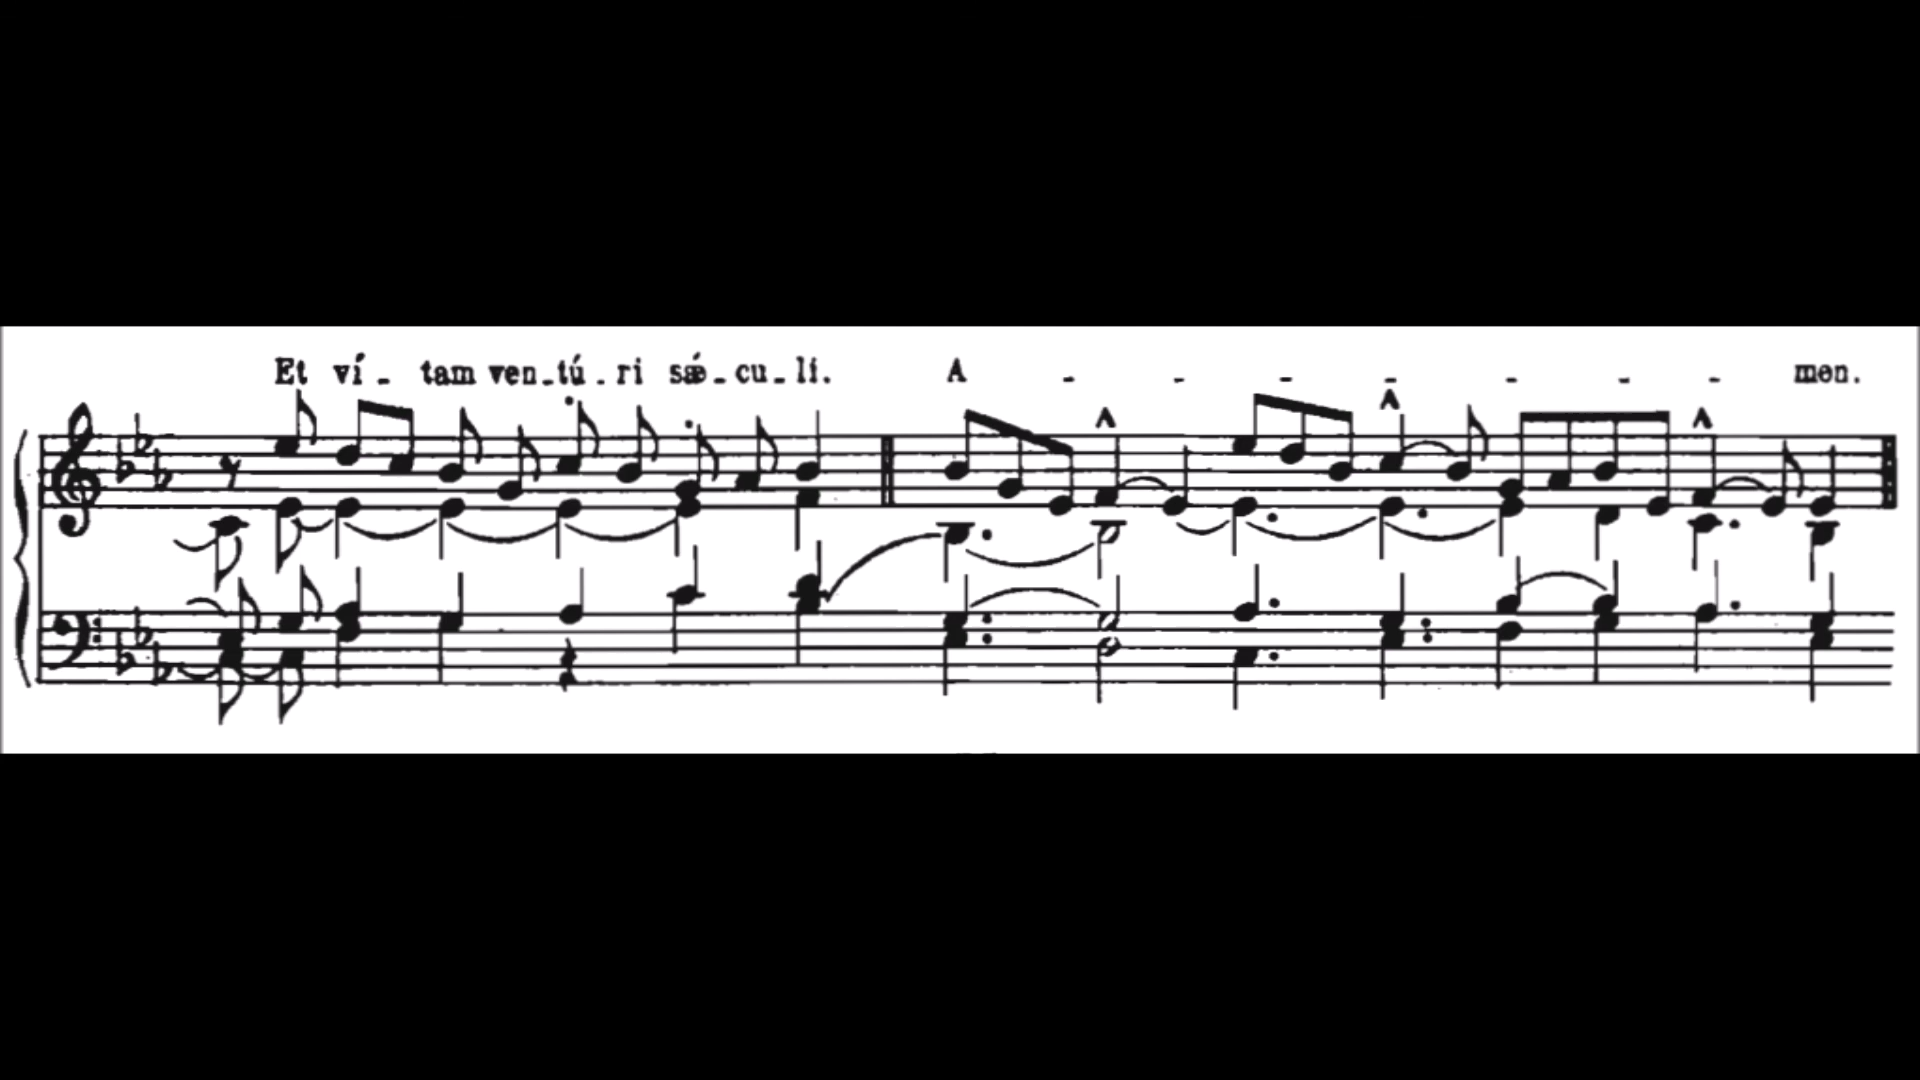 Et ví - tam ven-tú-ri sǽ-cu-li. A - - - - - - - men.